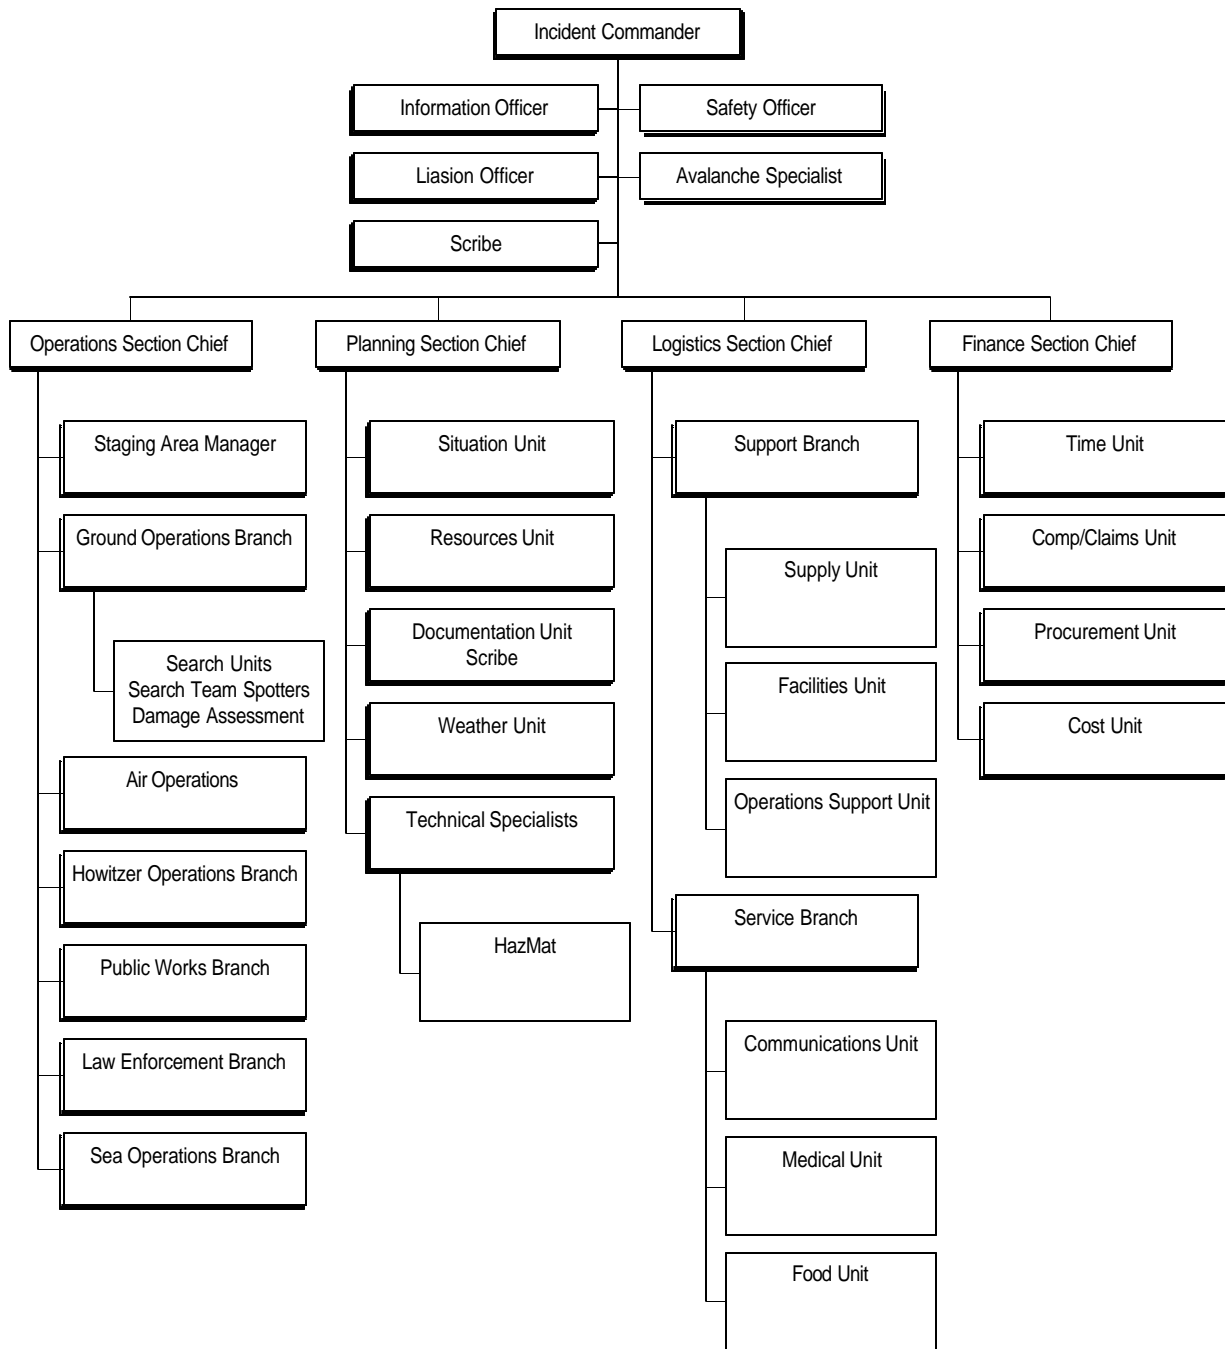 Incident Commander
Information Officer
Safety Officer
Liasion Officer
Avalanche Specialist
Scribe
Operations Section Chief
Planning Section Chief
Logistics Section Chief
Finance Section Chief
Staging Area Manager
Ground Operations Branch
Search Units
Search Team Spotters
Damage Assessment
Air Operations
Howitzer Operations Branch
Public Works Branch
Law Enforcement Branch
Sea Operations Branch
Situation Unit
Resources Unit
Documentation Unit
Scribe
Weather Unit
Technical Specialists
HazMat
Support Branch
Supply Unit
Facilities Unit
Operations Support Unit
Service Branch
Communications Unit
Medical Unit
Food Unit
Time Unit
Comp/Claims Unit
Procurement Unit
Cost Unit